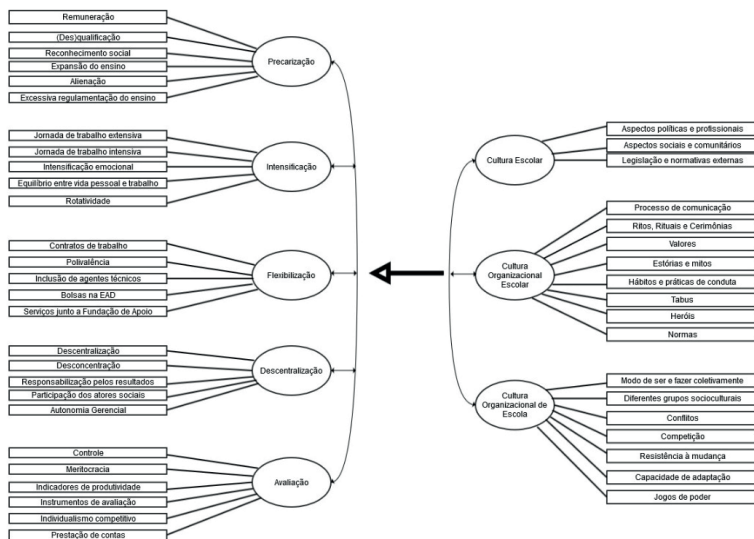 Remuneração
(Des)qualificação
Reconhecimento social
Expansão do ensino
Alienação
Excessiva regulamentação do ensino
Precarização
Jornada de trabalho extensiva
Jornada de trabalho intensiva
Intensificação emocional
Equilíbrio entre vida pessoal e trabalho
Rotatividade
Intensificação
Contratos de trabalho
Polivalência
Inclusão de agentes técnicos
Bolsas na EAD
Serviços junto a Fundação de Apoio
Flexibilização
Descentralização
Desconcentração
Responsabilização pelos resultados
Participação dos atores sociais
Autonomia Gerencial
Descentralização
Controle
Meritocracia
Indicadores de produtividade
Instrumentos de avaliação
Individualismo competitivo
Prestação de contas
Avaliação
Cultura Escolar
Aspectos políticas e profissionais
Aspectos sociais e comunitários
Legislação e normativas externas
Cultura
Organizacional
Escolar
Processo de comunicação
Ritos, Rituais e Cerimônias
Valores
Estórias e mitos
Hábitos e práticas de conduta
Tabus
Heróis
Normas
Cultura
Organizacional de
Escola
Modo de ser e fazer coletivamente
Diferentes grupos socioculturais
Conflitos
Competição
Resistência à mudança
Capacidade de adaptação
Jogos de poder